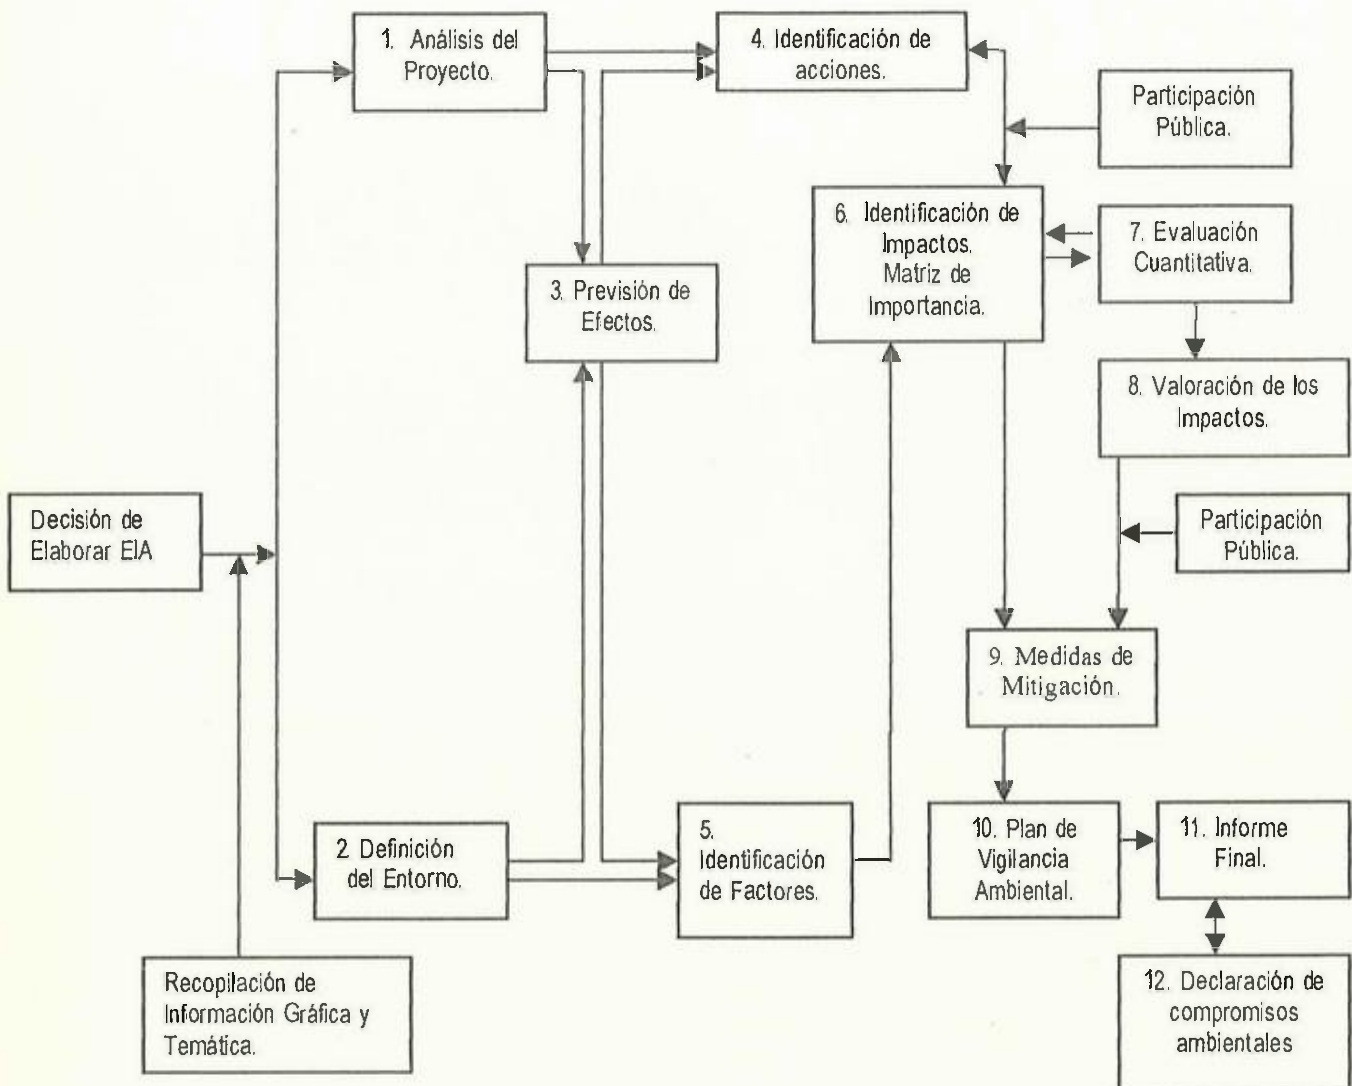 1. Análisis del
Proyecto.
4. Identificación de
acciones.
Participación
Pública.
6. Identificación de
Impactos.
Matriz de
Importancia.
7. Evaluación
Cuantitativa.
3. Previsión de
Efectos.
8. Valoración de los
Impactos.
Decisión de
Elaborar EIA
Participación
Pública.
9. Medidas de
Mitigación.
2. Definición
del Entorno.
5.
Identificación
de Factores.
10. Plan de
Vigilancia
Ambiental.
11. Informe
Final.
Recopilación de
Información Gráfica y
Temática.
12. Declaración de
compromisos
ambientales